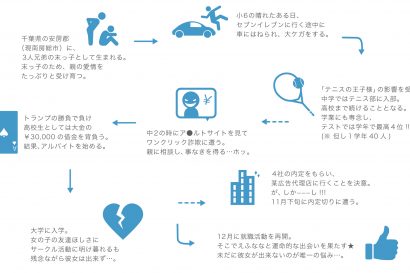 千葉県の安房郡
（現南房総市）に、
3人兄弟の末っ子として生まれる。
末っ子のため、親の愛情を
たっぷりと受け育つ。
小6の晴れたある日、
セブンイレブンに行く途中に
車にはねられ、大ケガをする。
「テニスの王子様」の影響を受
中学ではテニス部に入部。
高校まで続けることとなる。
学業にも専念し、
テストでは学年で最高４位!!
(※ 但し１学年 40 人 )
中２の時にア●ルトサイトを見て
ワンクリック詐欺に遭う。
親に相談し、事なきを得る…ホッ。
トランプの勝負で負け
高校生としては大金の
¥30,000 の借金を背負う。
結果、アルバイトを始める。
4社の内定をもらい、
某広告代理店に行くことを決意。
が、しか———し!!!
11月下旬に内定切りに遭う。
大学に入学。
女の子の友達ほしさに
サークル活動に明け暮れるも
残念ながら彼女は出来ず…。
12月に就職活動を再開。
そこでえふななと運命的な出会いを果たす★
未だに彼女が出来ないのが唯一の悩み…。